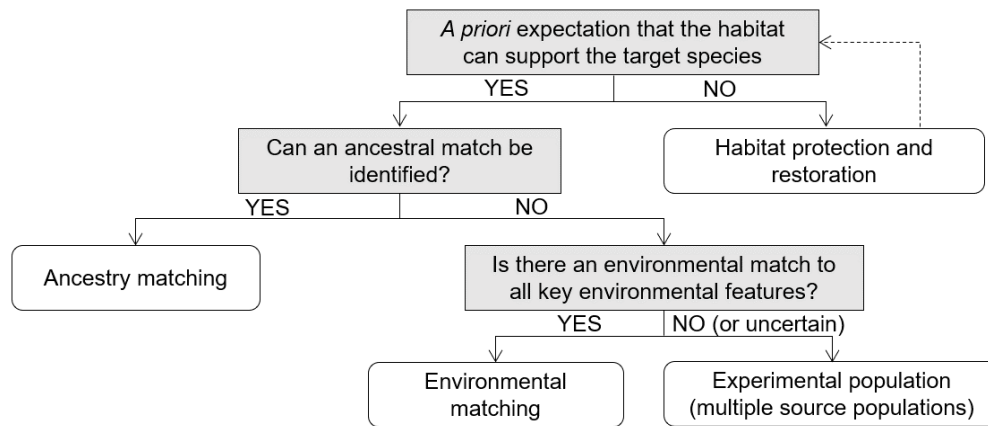 A priori expectation that the habitat
can support the target species
YES
NO
Can an ancestral match be
identified?
Habitat protection and
restoration
YES
NO
Ancestry matching
Is there an environmental match to
all key environmental features?
YES
NO (or uncertain)
Environmental
matching
Experimental population
(multiple source populations)